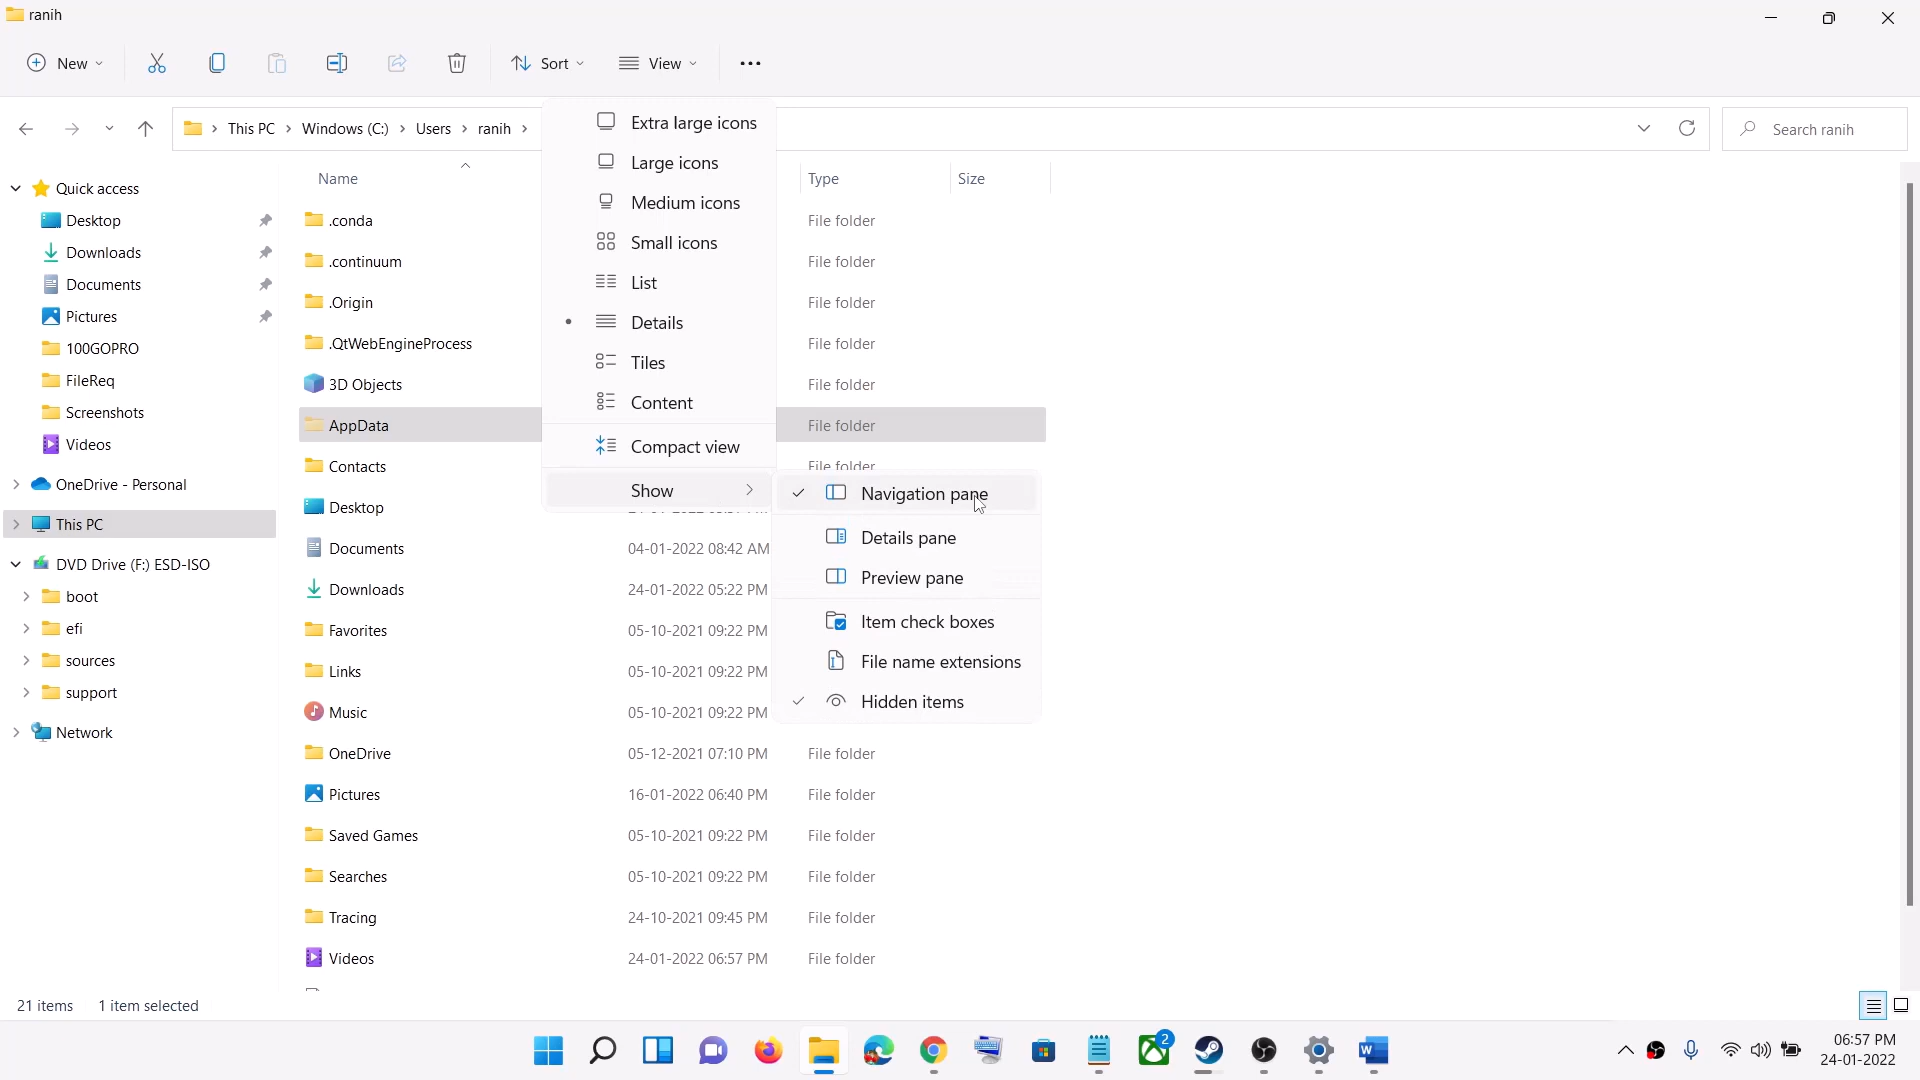 ranih
New
Sort
View
This PC
Windows (C:)
Users
ranih
Search ranih
Quick access
Desktop
Downloads
Documents
Pictures
100GOPRO
FileReq
Screenshots
Videos
OneDrive - Personal
This PC
DVD Drive (F:) ESD-ISO
boot
efi
sources
support
Network
Name
Type
Size
.conda File folder
.continuum File folder
.Origin File folder
.QtWebEngineProcess File folder
3D Objects File folder
AppData File folder
Contacts File folder
Desktop
Documents 04-01-2022 08:42 AM
Downloads 24-01-2022 05:22 PM
Favorites 05-10-2021 09:22 PM
Links 05-10-2021 09:22 PM
Music 05-10-2021 09:22 PM
OneDrive 05-12-2021 07:10 PM File folder
Pictures 16-01-2022 06:40 PM File folder
Saved Games 05-10-2021 09:22 PM File folder
Searches 05-10-2021 09:22 PM File folder
Tracing 24-10-2021 09:45 PM File folder
Videos 24-01-2022 06:57 PM File folder
Extra large icons
Large icons
Medium icons
Small icons
List
Details
Tiles
Content
Compact view
Show
Navigation pane
Details pane
Preview pane
Item check boxes
File name extensions
Hidden items
21 items 1 item selected
2
06:57 PM
24-01-2022